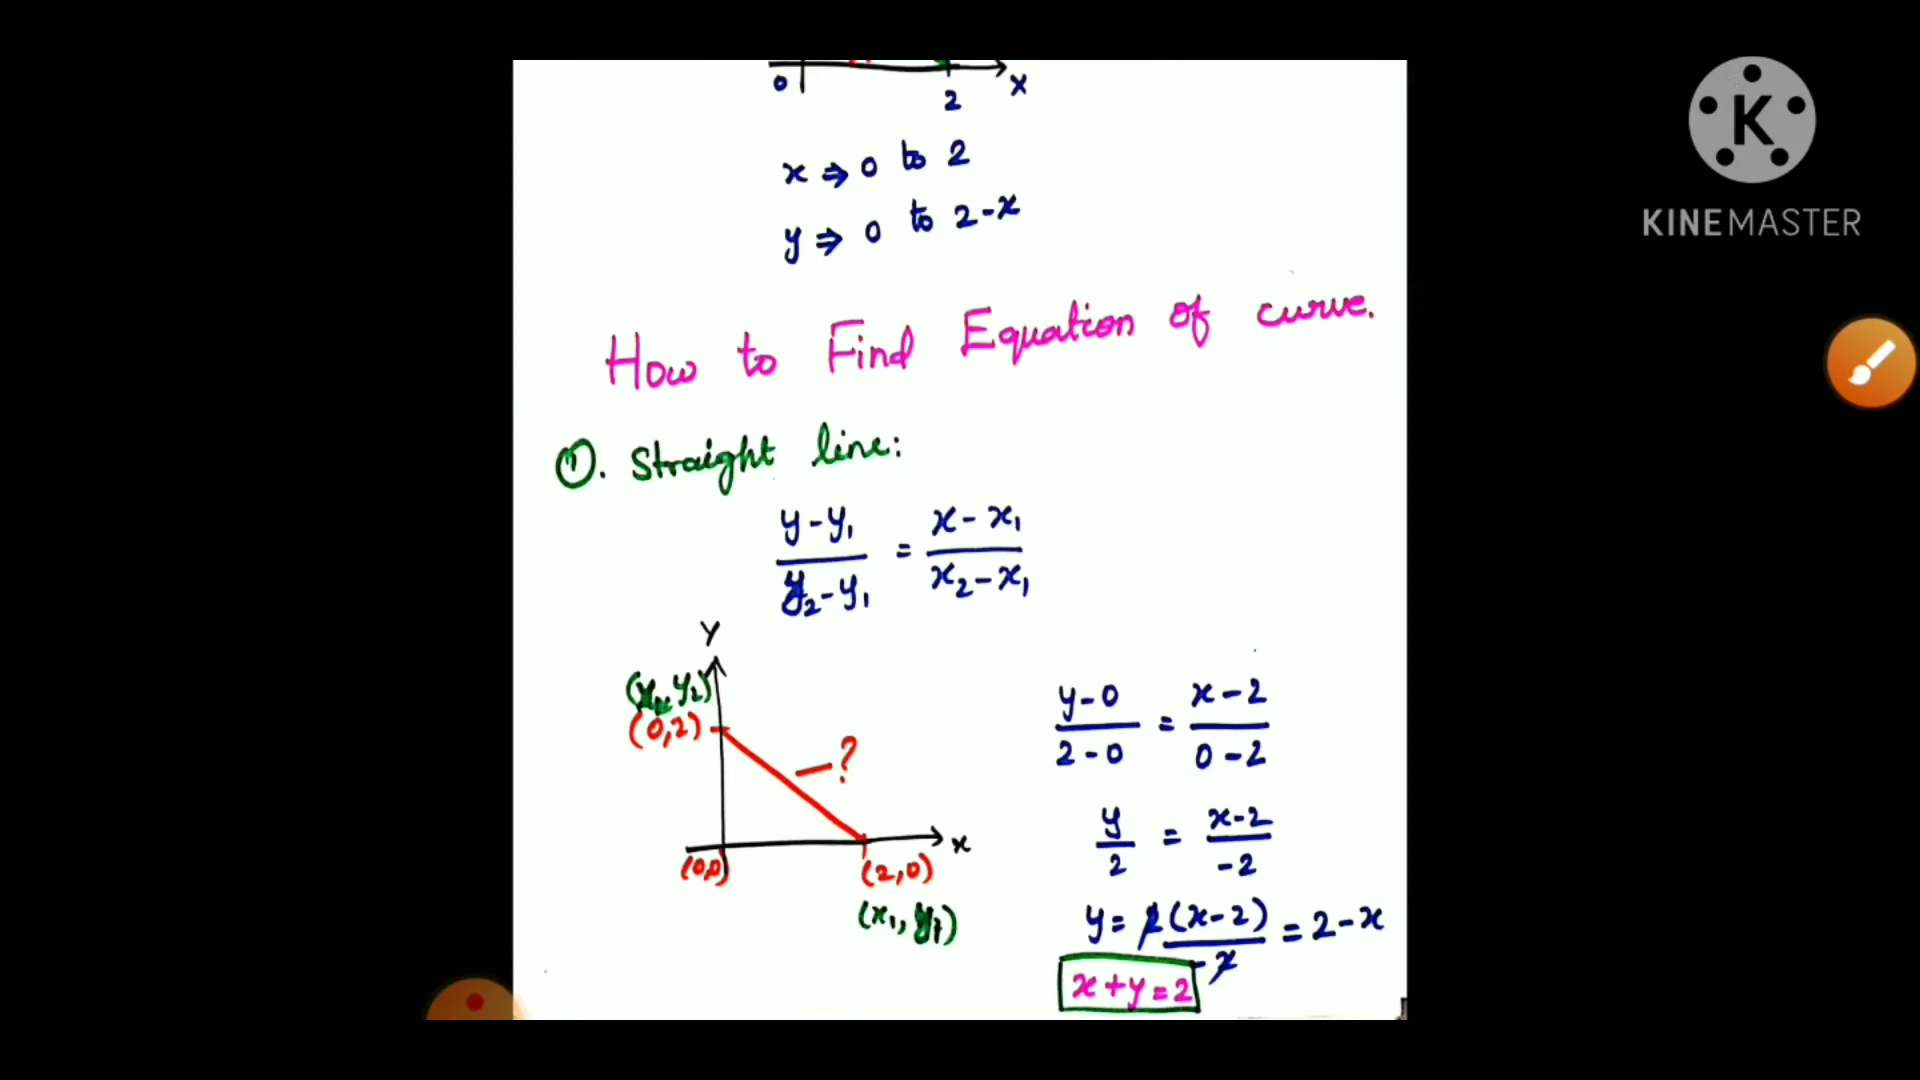 0
2
x
x ⇒ 0 to 2
y ⇒ 0 to 2-x
How to Find Equation of curve.
①. Straight line:
y-y₁ / y₂-y₁ = x-x₁ / x₂-x₁
Y
(0,2)
?
x
(0,0)
(2,0)
(x₁, y₁)
y-0 / 2-0 = x-2 / 0-2
y/2 = x-2 / -2
y = 2(x-2) / -2 = 2-x
x+y=2
K
KINEMASTER